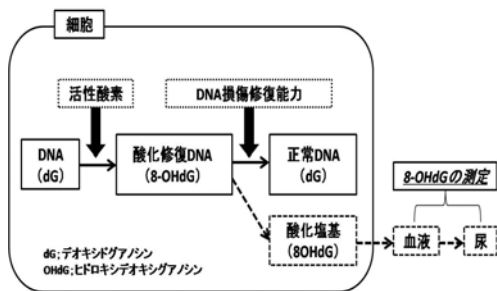 細胞
活性酸素
DNA損傷修復能力
DNA
(dG)
酸化修復DNA
(8-OHdG)
正常DNA
(dG)
8-OHdGの測定
酸化塩基
(8OHdG)
血液
尿
dG;デオキシドグアノシン
OHdG;ヒドロキシデオキシグアノシン